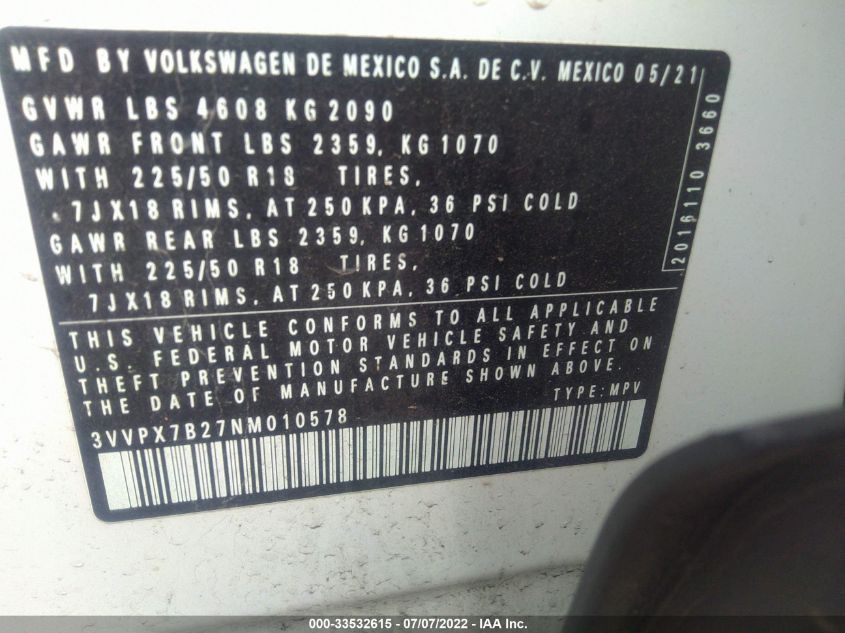 MFD BY VOLKSWAGEN DE MEXICO S.A. DE C.V. MEXICO 05/21
GVWR LBS 4608 KG 2090
GAWR FRONT LBS 2359, KG 1070
WITH 225/50 R18 TIRES,
7JX18 RIMS, AT 250 KPA, 36 PSI COLD
GAWR REAR LBS 2359, KG 1070
WITH 225/50 R18 TIRES,
7JX18 RIMS, AT 250 KPA, 36 PSI COLD
2016110 3660
THIS VEHICLE CONFORMS TO ALL APPLICABLE
U.S. FEDERAL MOTOR VEHICLE SAFETY AND
THEFT PREVENTION STANDARDS IN EFFECT ON
THE DATE OF MANUFACTURE SHOWN ABOVE.
TYPE: MPV
3VVPX7B27NM010578
000-33532615 - 07/07/2022 - IAA Inc.